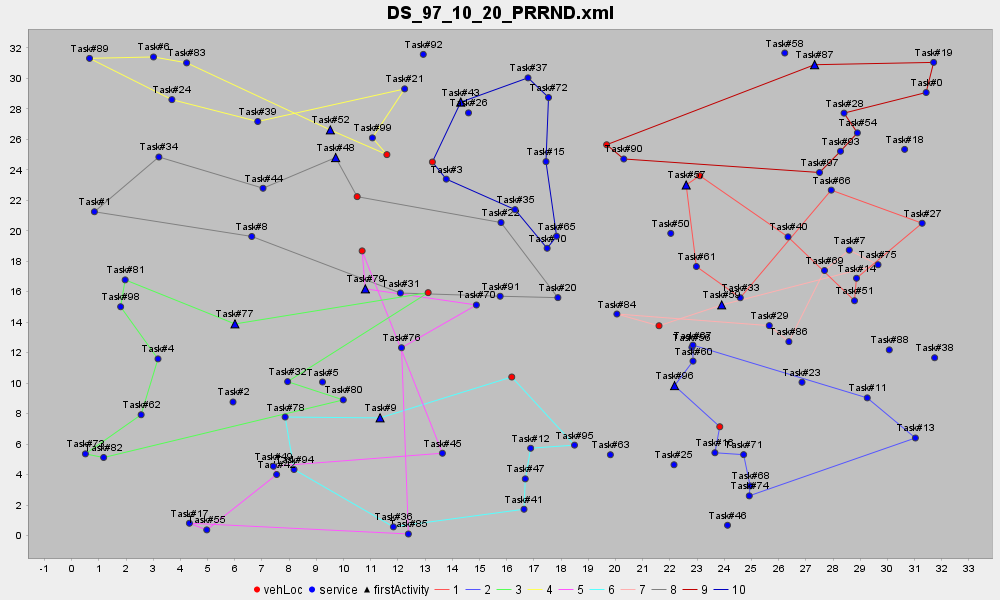 DS_97_10_20_PRRND.xml
32
30
28
26
24
22
20
18
16
14
12
10
8
6
4
2
0
Task#92
Task#58
Task#89
Task#6
Task#83
Task#87
Task#19
Task#37
Task#21
Task#72
Task#0
Task#24
Task#43
Task#26
Task#28
Task#39
Task#52
Task#99
Task#54
Task#93
Task#18
Task#34
Task#48
Task#15
Task#90
Task#97
Task#44
Task#3
Task#57
Task#66
Task#1
Task#35
Task#22
Task#27
Task#8
Task#65
Task#10
Task#50
Task#40
Task#7
Task#61
Task#75
Task#69
Task#14
Task#81
Task#79
Task#31
Task#91
Task#20
Task#33
Task#51
Task#98
Task#70
Task#59
Task#77
Task#84
Task#29
Task#86
Task#4
Task#76
Task#67
Task#56
Task#60
Task#88
Task#38
Task#32
Task#5
Task#96
Task#23
Task#2
Task#80
Task#11
Task#62
Task#78
Task#9
Task#13
Task#73
Task#82
Task#45
Task#12
Task#95
Task#63
Task#16
Task#71
Task#94
Task#25
Task#47
Task#68
Task#74
Task#41
Task#17
Task#55
Task#36
Task#85
Task#46
-1 0 1 2 3 4 5 6 7 8 9 10 11 12 13 14 15 16 17 18 19 20 21 22 23 24 25 26 27 28 29 30 31 32 33
vehLoc service firstActivity 1 2 3 4 5 6 7 8 9 10